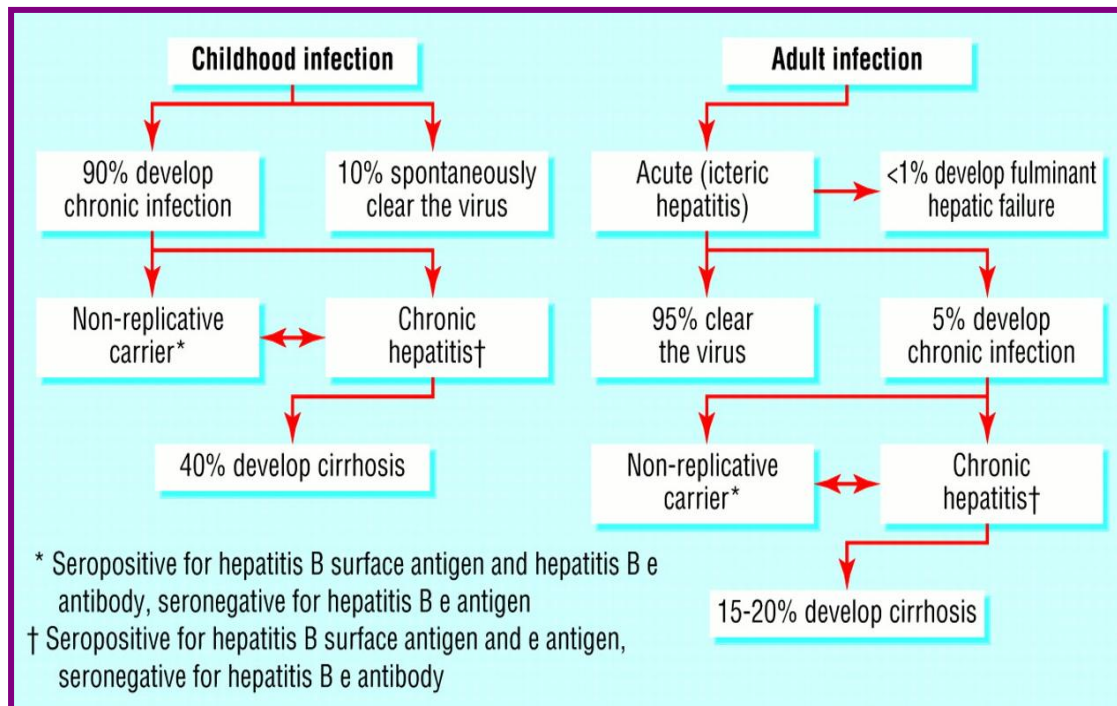 Childhood infection
90% develop
chronic infection
10% spontaneously
clear the virus
Non-replicative
carrier*
Chronic
hepatitis†
40% develop cirrhosis
Adult infection
Acute (icteric
hepatitis)
<1% develop fulminant
hepatic failure
95% clear
the virus
5% develop
chronic infection
Non-replicative
carrier*
Chronic
hepatitis†
15-20% develop cirrhosis
* Seropositive for hepatitis B surface antigen and hepatitis B e
antibody, seronegative for hepatitis B e antigen
† Seropositive for hepatitis B surface antigen and e antigen,
seronegative for hepatitis B e antibody